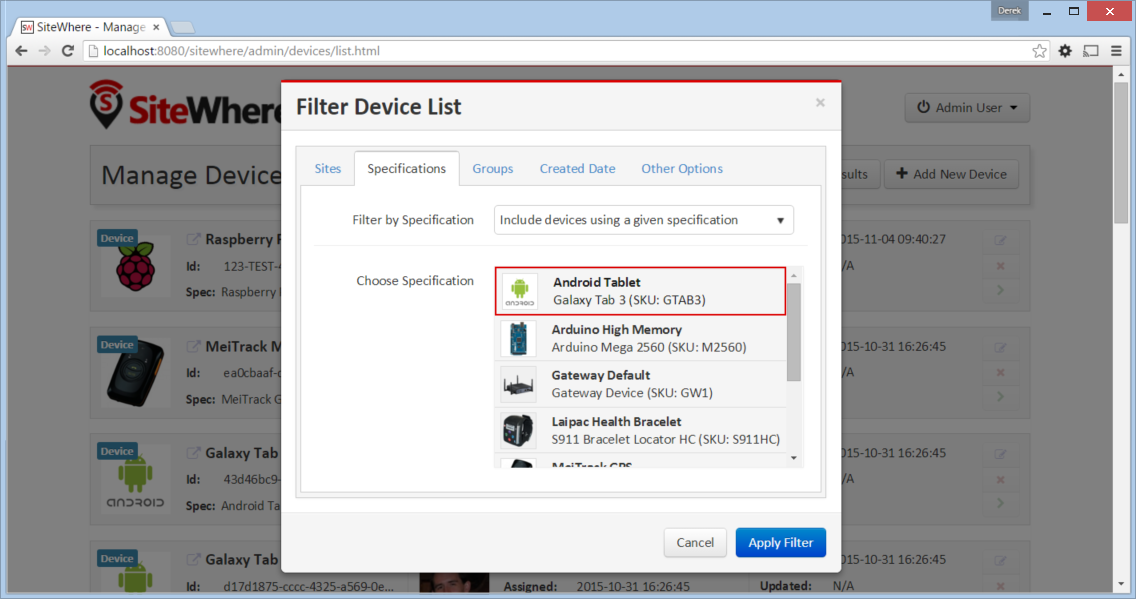 Derek
SW SiteWhere - Manage
localhost:8080/sitewhere/admin/devices/list.html
SiteWhere
Admin User
Filter Device List
Manage Device
Add New Device
Sites Specifications Groups Created Date Other Options
Filter by Specification Include devices using a given specification
Choose Specification
Android Tablet
Galaxy Tab 3 (SKU: GTAB3)
Arduino High Memory
Arduino Mega 2560 (SKU: M2560)
Gateway Default
Gateway Device (SKU: GW1)
Laipac Health Bracelet
S911 Bracelet Locator HC (SKU: S911HC)
MeiTrack GPS
Cancel Apply Filter
Device
Raspberry
Id: 123-TEST-
Spec: Raspberry
015-11-04 09:40:27
/A
Device
MeiTrack M
Id: ea0cbaaf-
Spec: MeiTrack G
015-10-31 16:26:45
/A
Device
Galaxy Tab
Id: 43d46bc9-
Spec: Android Ta
android
015-10-31 16:26:45
/A
Device
Galaxy Tab
Id: d17d1875-cccc-4325-a569-0e...
Assigned: 2015-10-31 16:26:45
015-10-31 16:26:45
Updated: N/A